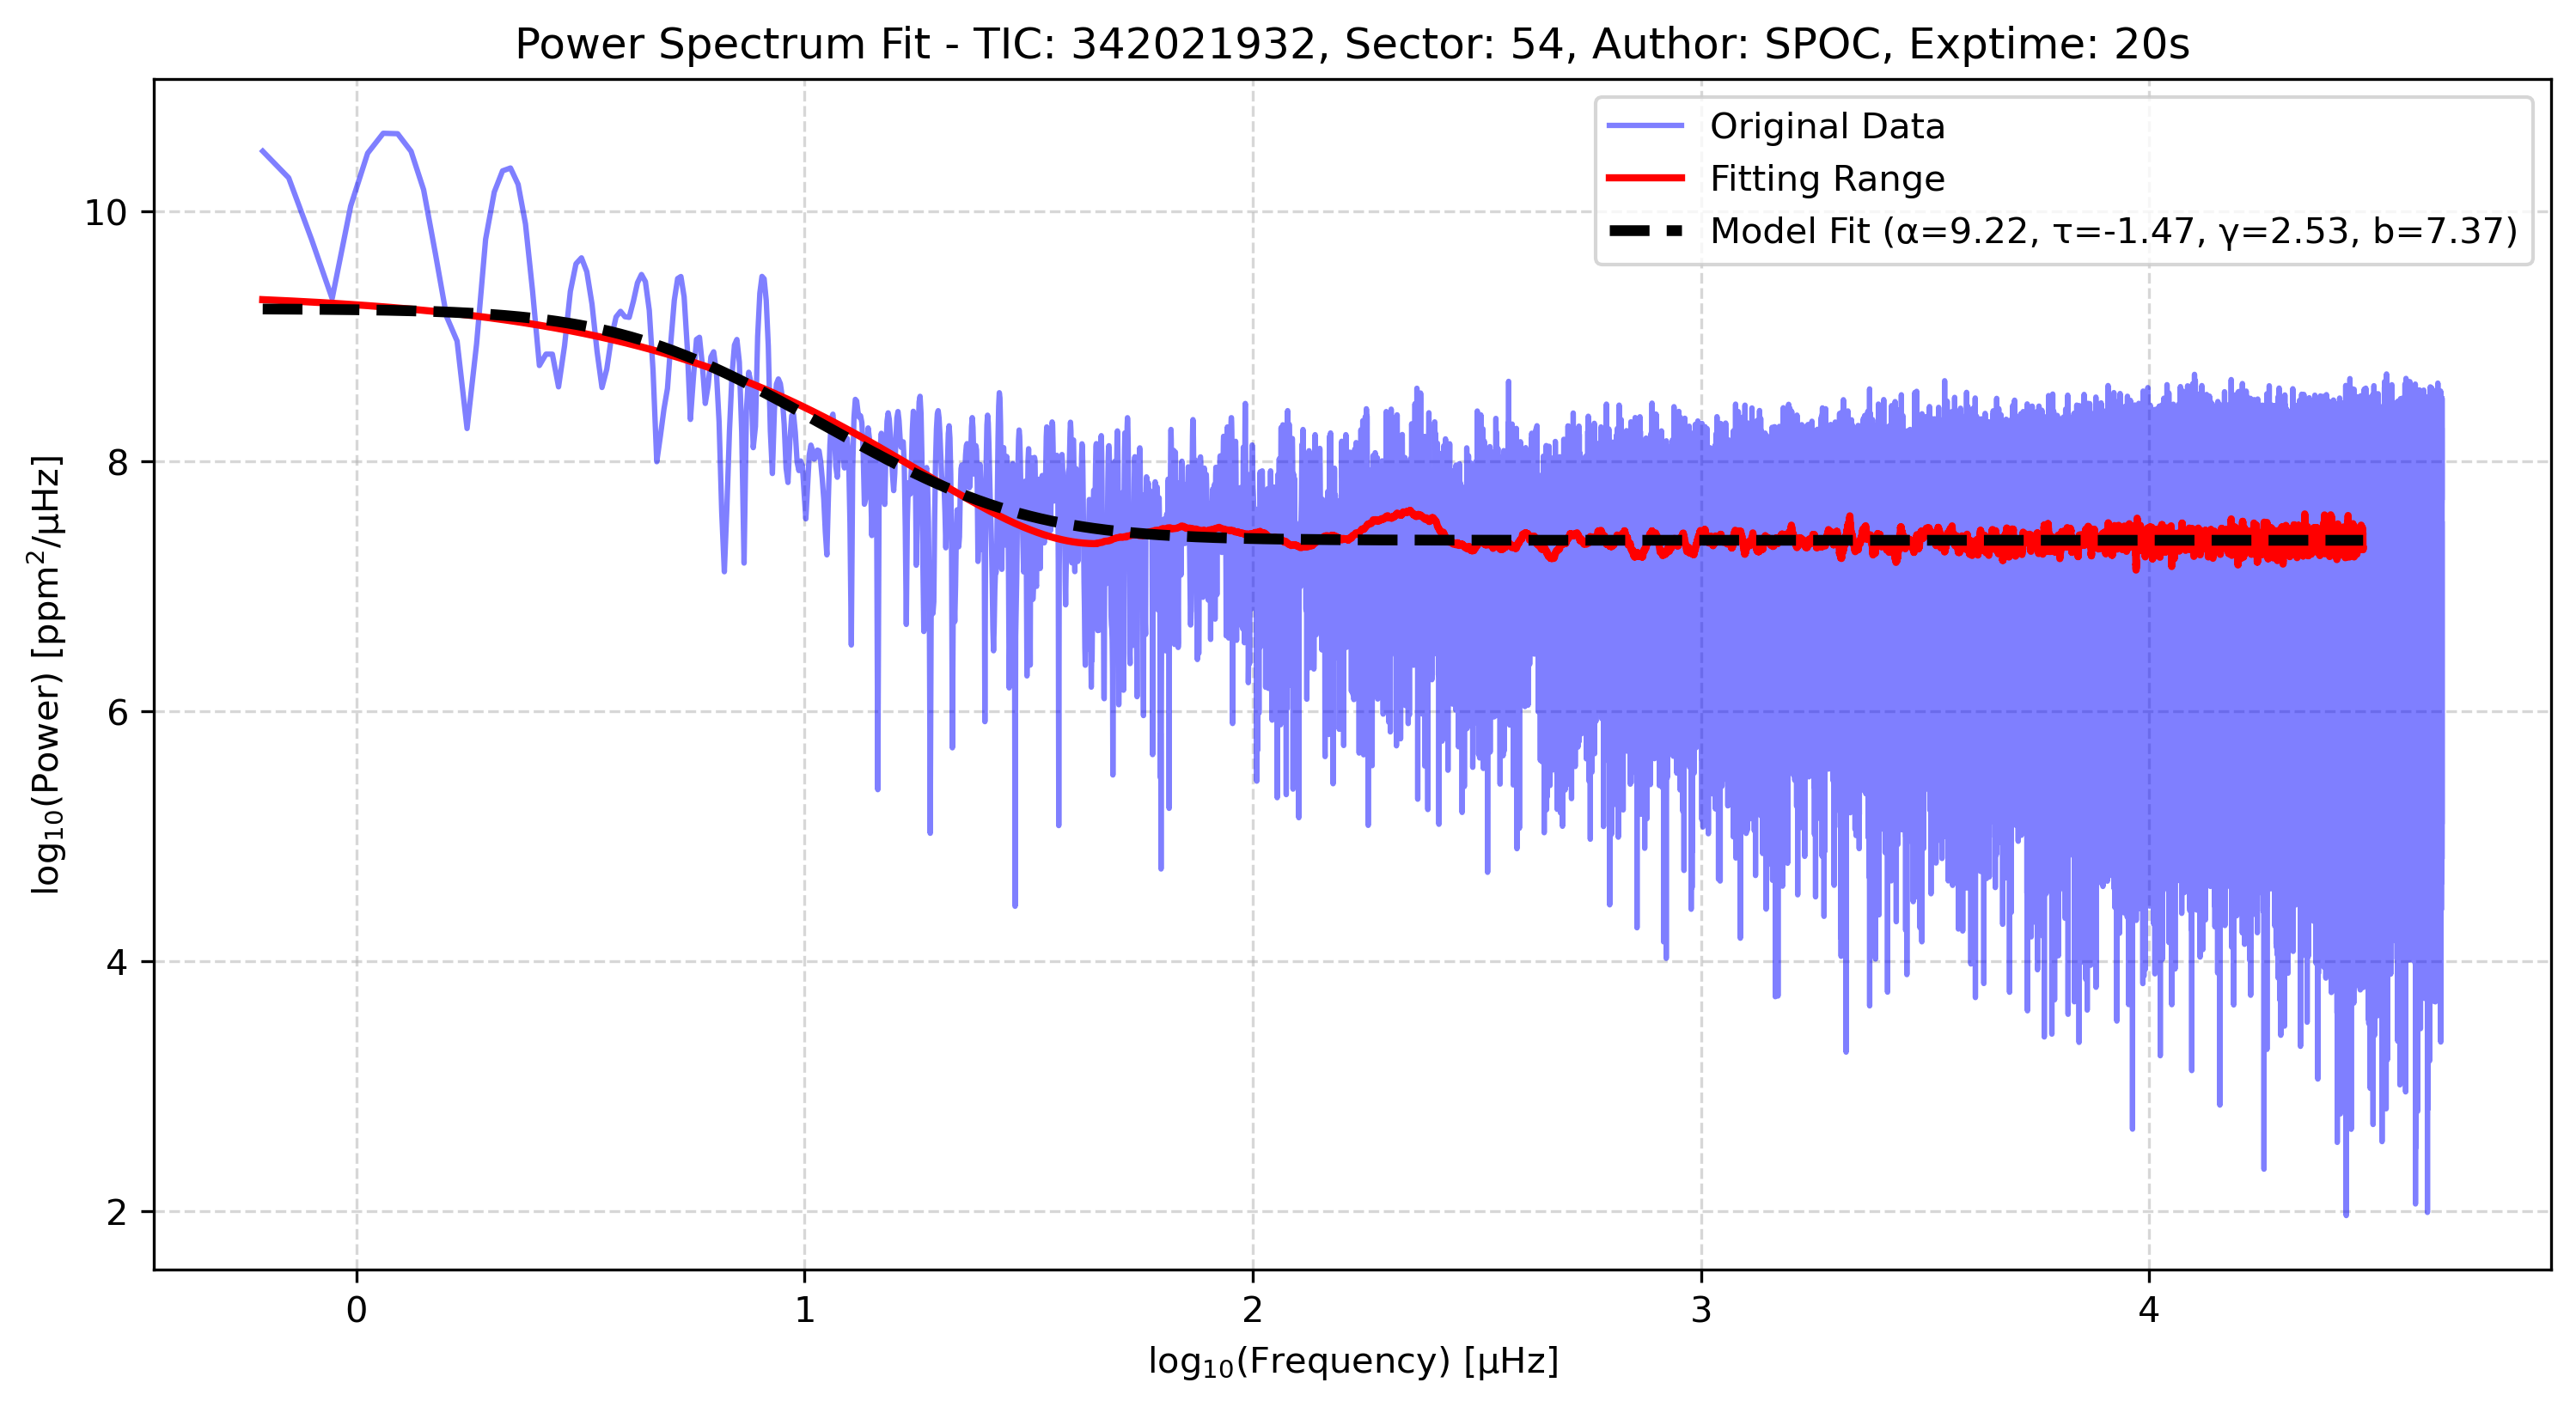 Power Spectrum Fit - TIC: 342021932, Sector: 54, Author: SPOC, Exptime: 20s
Original Data
Fitting Range
Model Fit (α=9.22, τ=-1.47, γ=2.53, b=7.37)
log₁₀(Power) [ppm²/μHz]
10
8
6
4
2
0 1 2 3 4
log₁₀(Frequency) [μHz]